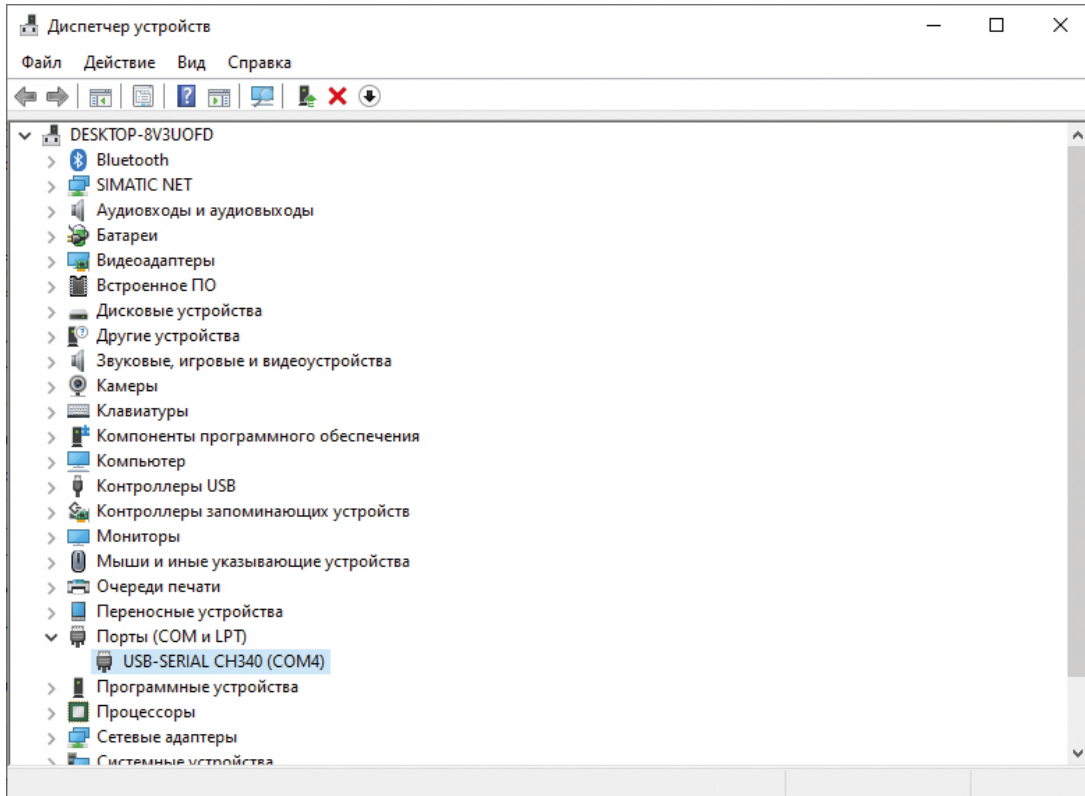 Диспетчер устройств
Файл Действие Вид Справка
DESKTOP-8V3UOFD
Bluetooth
SIMATIC NET
Аудиовходы и аудиовыходы
Батареи
Видеоадаптеры
Встроенное ПО
Дисковые устройства
Другие устройства
Звуковые, игровые и видеоустройства
Камеры
Клавиатуры
Компоненты программного обеспечения
Компьютер
Контроллеры USB
Контроллеры запоминающих устройств
Мониторы
Мыши и иные указывающие устройства
Очереди печати
Переносные устройства
Порты (COM и LPT)
USB-SERIAL CH340 (COM4)
Программные устройства
Процессоры
Сетевые адаптеры
Системные устройства